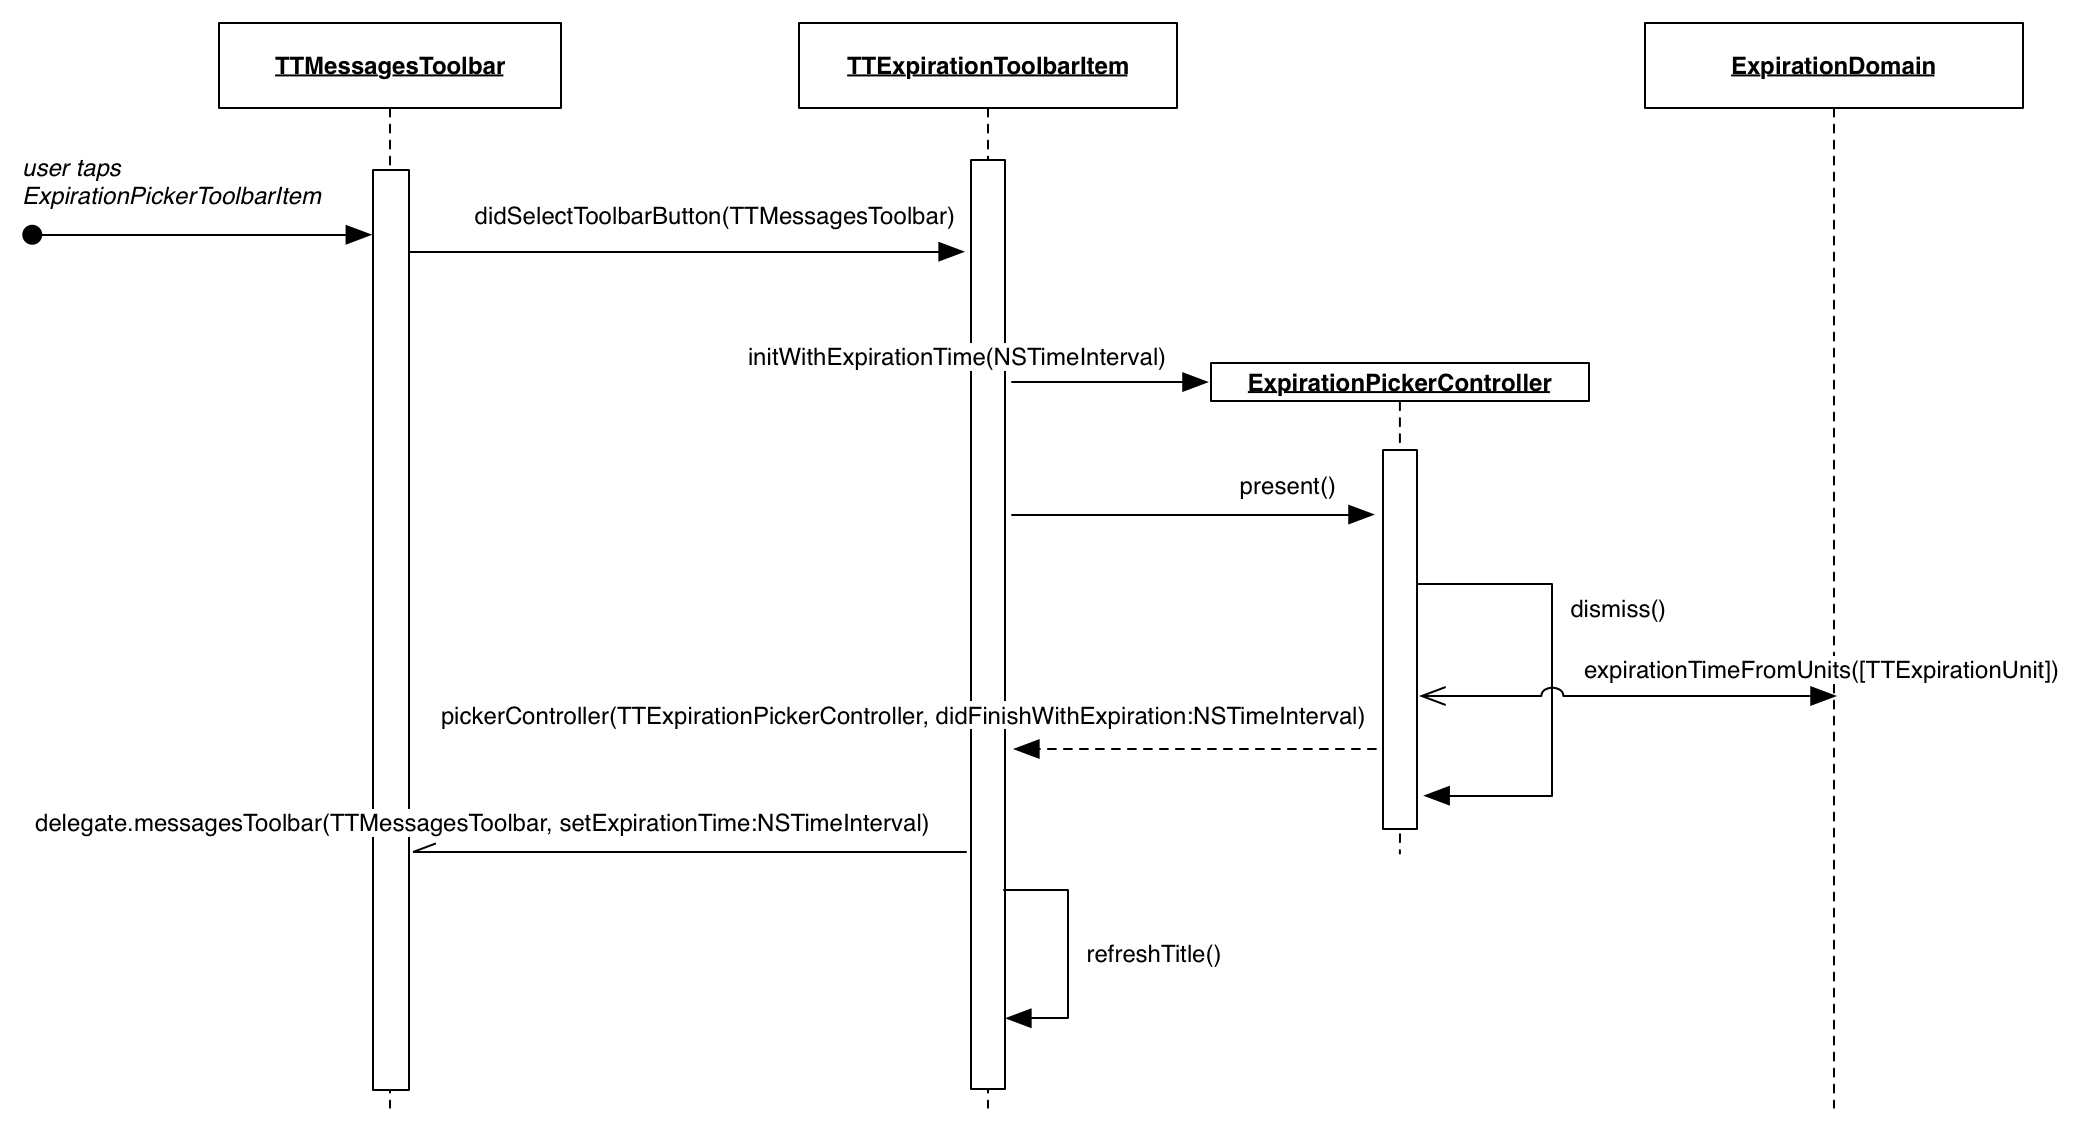 TTMessagesToolbar
TTExpirationToolbarItem
ExpirationDomain
user taps
ExpirationPickerToolbarItem
didSelectToolbarButton(TTMessagesToolbar)
initWithExpirationTime(NSTimeInterval)
ExpirationPickerController
present()
dismiss()
expirationTimeFromUnits([TTExpirationUnit])
pickerController(TTExpirationPickerController, didFinishWithExpiration:NSTimeInterval)
delegate.messagesToolbar(TTMessagesToolbar, setExpirationTime:NSTimeInterval)
refreshTitle()